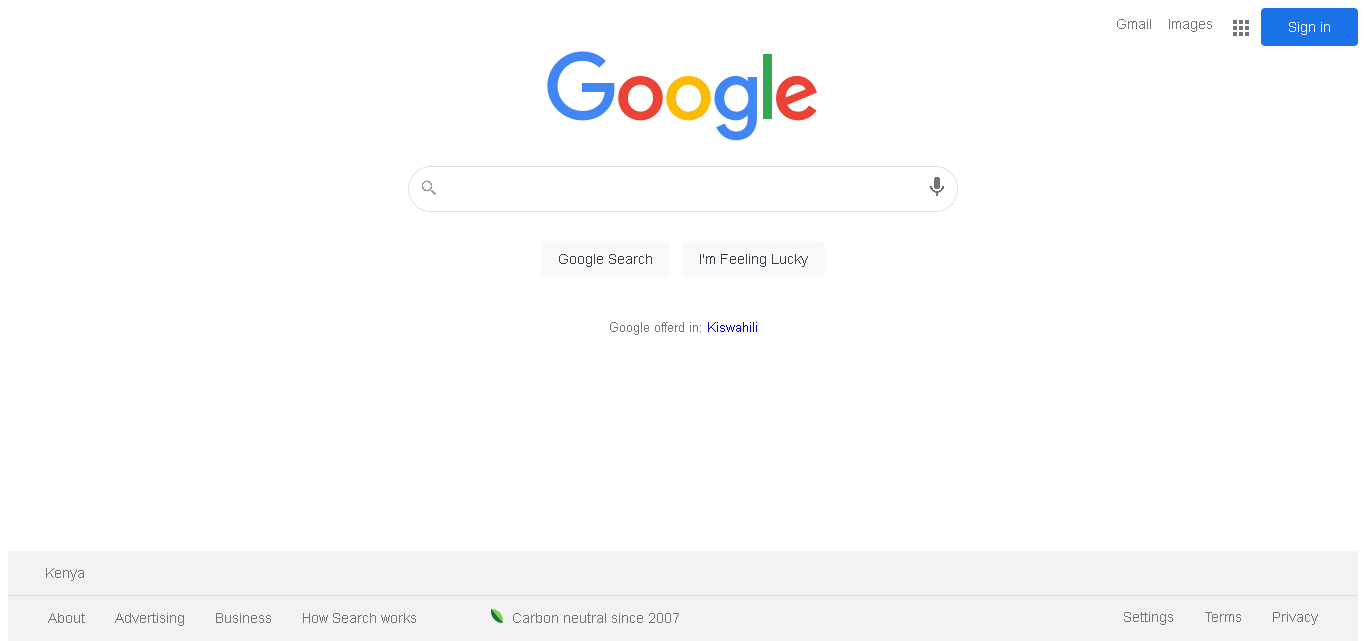 Gmail Images Sign in
Google
Google Search I'm Feeling Lucky
Google offerd in: Kiswahili
Kenya
About Advertising Business How Search works Carbon neutral since 2007 Settings Terms Privacy